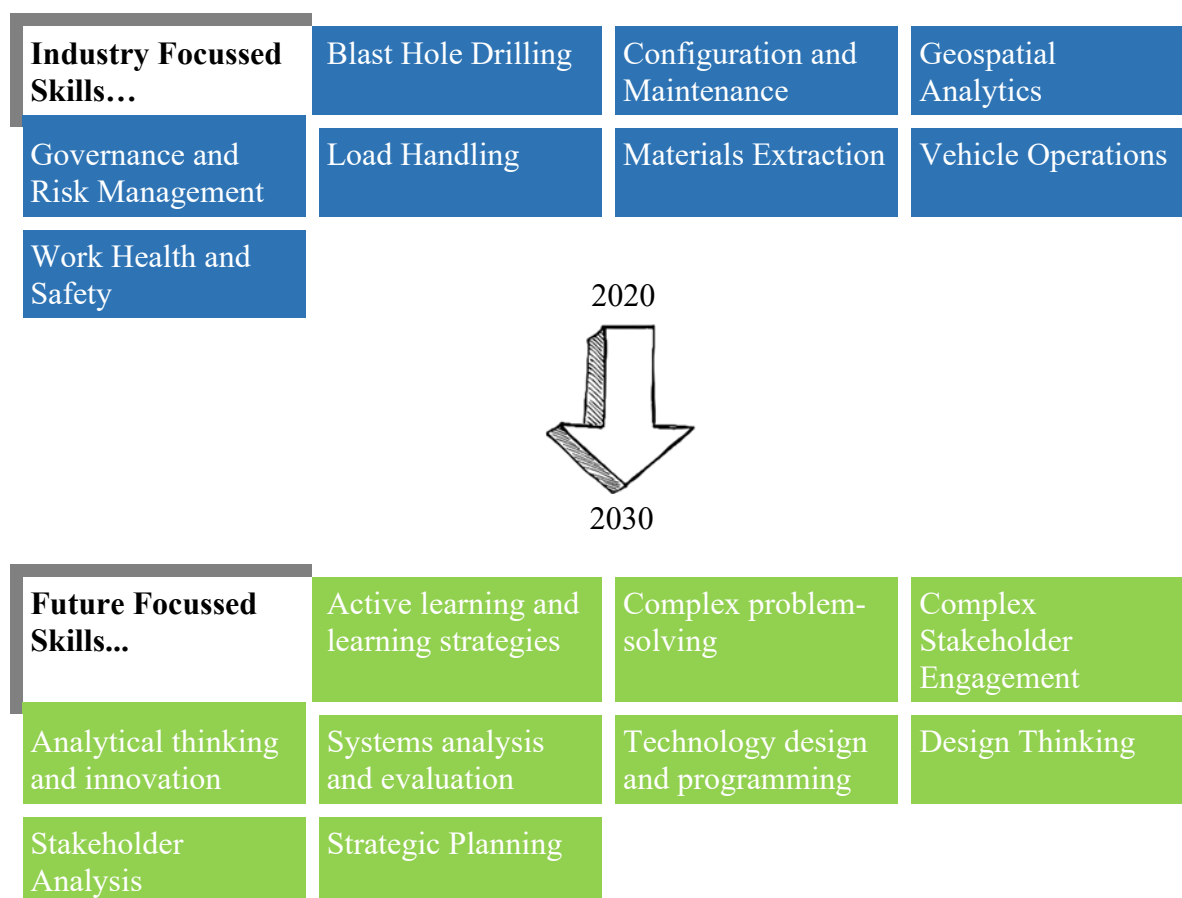 Industry Focussed
Skills…
Blast Hole Drilling
Configuration and
Maintenance
Geospatial
Analytics
Governance and
Risk Management
Load Handling
Materials Extraction
Vehicle Operations
Work Health and
Safety
2020
2030
Future Focussed
Skills...
Active learning and
learning strategies
Complex problem-
solving
Complex
Stakeholder
Engagement
Analytical thinking
and innovation
Systems analysis
and evaluation
Technology design
and programming
Design Thinking
Stakeholder
Analysis
Strategic Planning